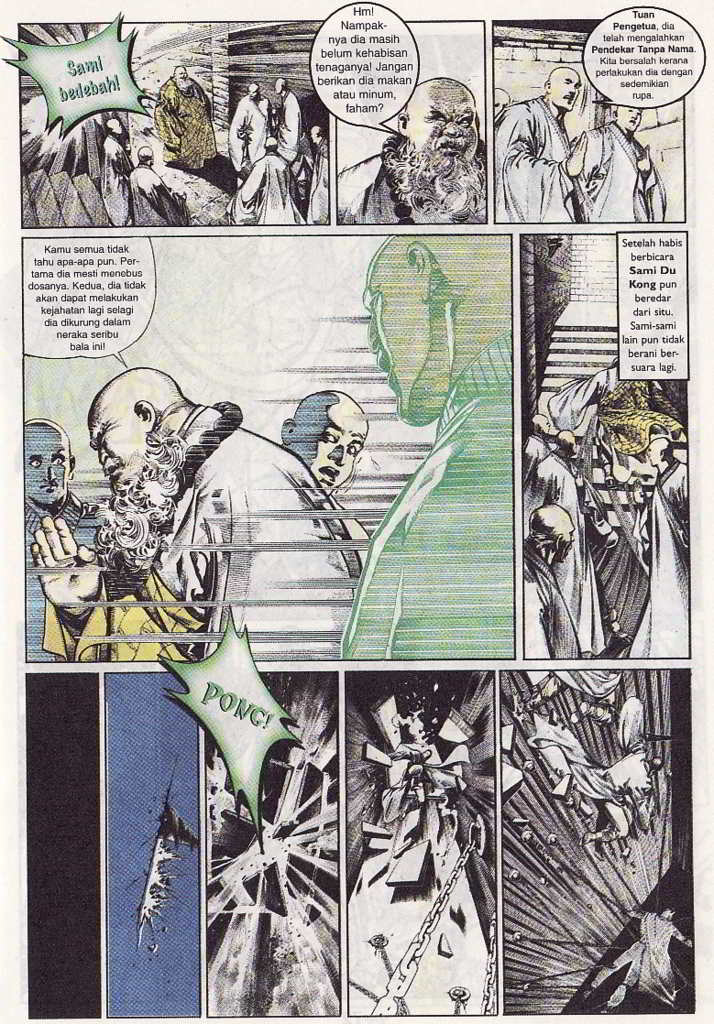 Sami
bedebah!
Hm!
Nampak-
nya dia masih
belum kehabisan
tenaganya! Jangan
berikan dia makan
atau minum,
faham?
Tuan
Pengetua, dia
telah mengalahkan
Pendekar Tanpa Nama.
Kita bersalah kerana
perlakukan dia dengan
sedemikian
rupa.
Kamu semua tidak
tahu apa-apa pun. Per-
tama dia mesti menebus
dosanya. Kedua, dia tidak
akan dapat melakukan
kejahatan lagi selagi
dia dikurung dalam
neraka seribu
bala ini!
Setelah habis
berbicara
Sami Du
Kong pun
beredar
dari situ.
Sami-sami
lain pun tidak
berani ber-
suara lagi.
PONG!